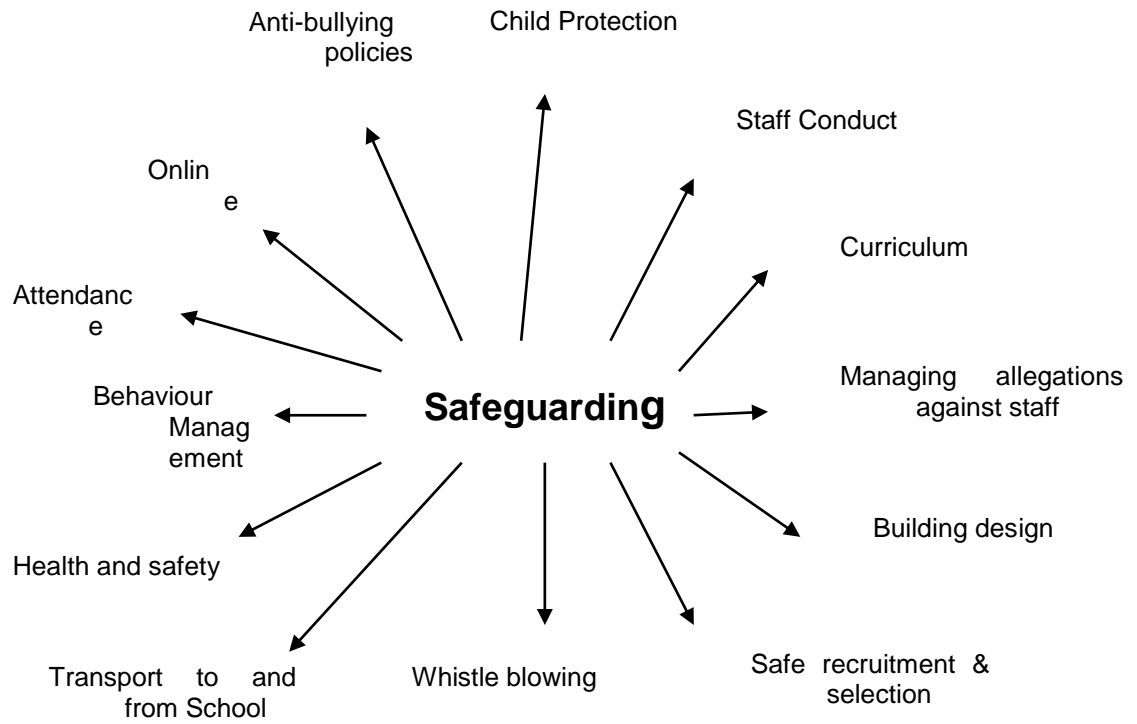 Anti-bullying
policies
Child Protection
Staff Conduct
Onlin
e
Curriculum
Attendanc
e
Managing allegations
against staff
Behaviour
Manag
ement
Safeguarding
Building design
Health and safety
Transport to and
from School
Whistle blowing
Safe recruitment &
selection